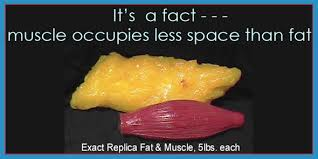 It's a fact - - -
muscle occupies less space than fat
Exact Replica Fat & Muscle, 5lbs. each